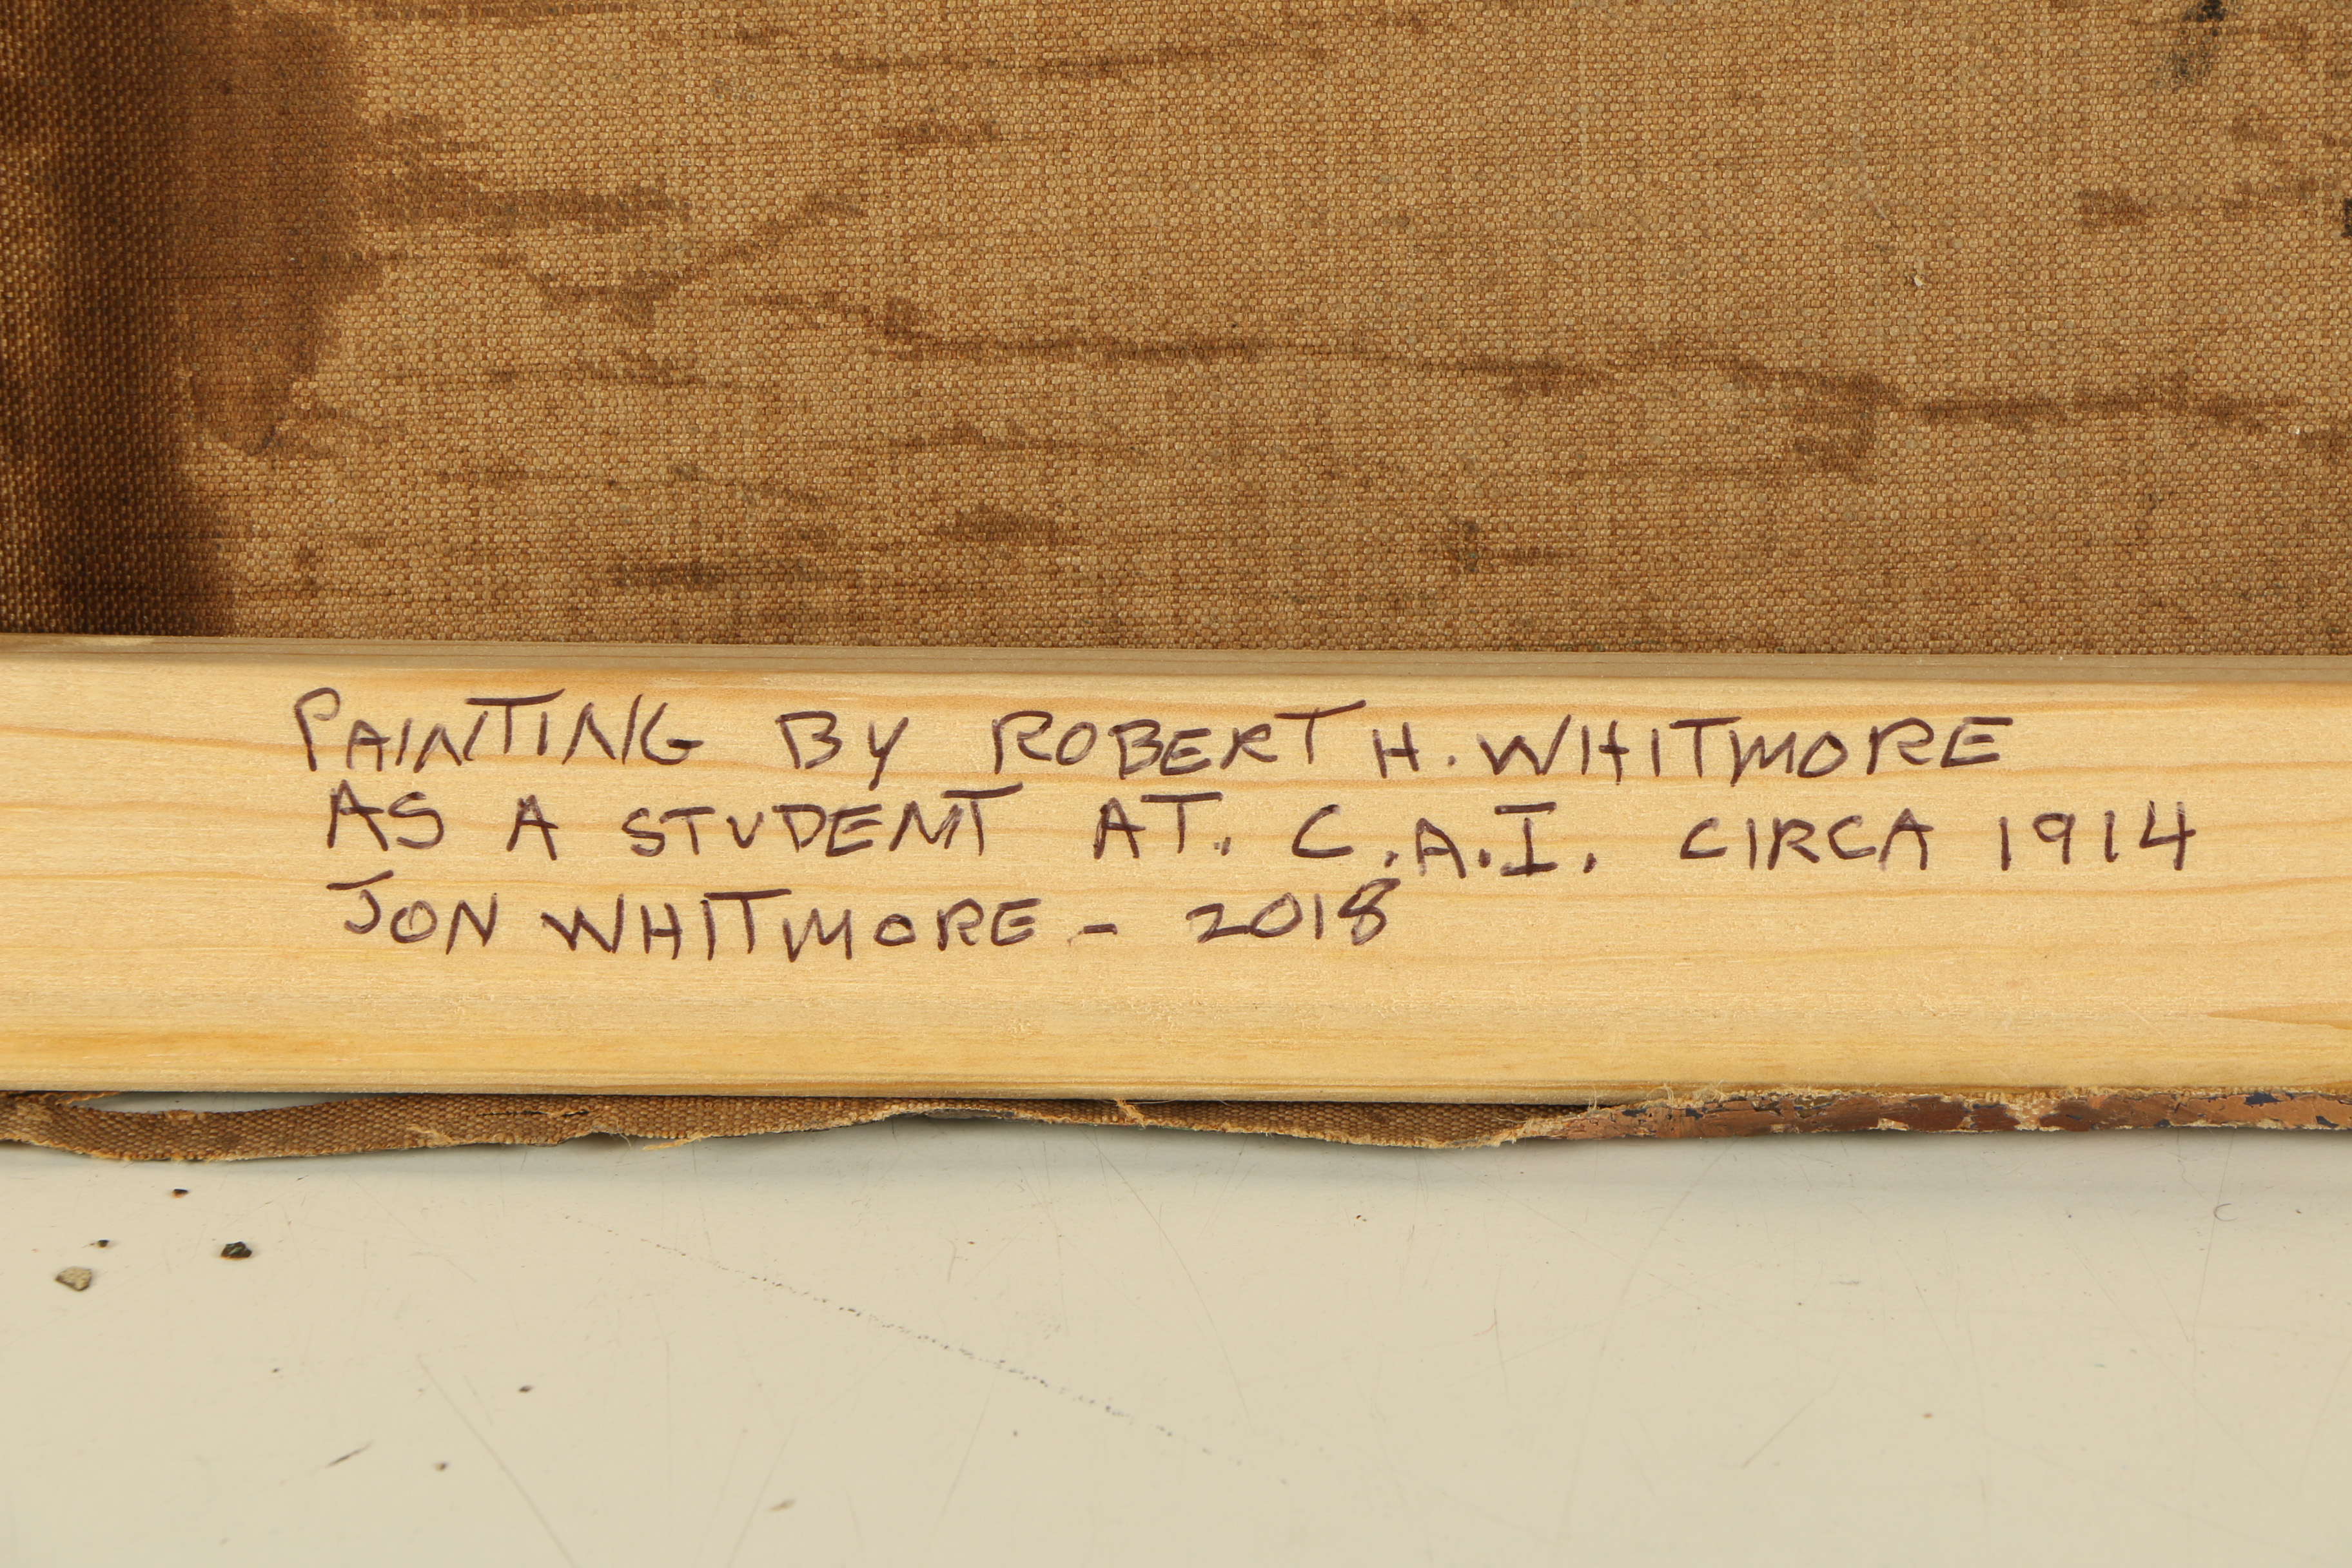 PAINTING BY ROBERT H. WHITMORE
AS A STUDENT AT. C.A.I. CIRCA 1914
JON WHITMORE - 2018